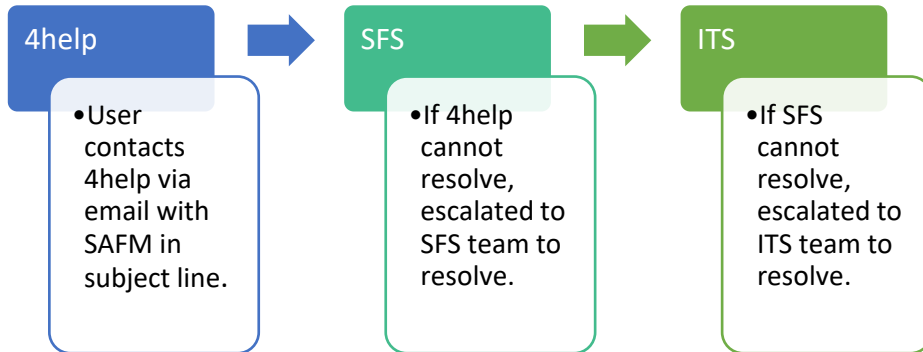 4help
•User
contacts
4help via
email with
SAFM in
subject line.
SFS
•If 4help
cannot
resolve,
escalated to
SFS team to
resolve.
ITS
•If SFS
cannot
resolve,
escalated to
ITS team to
resolve.